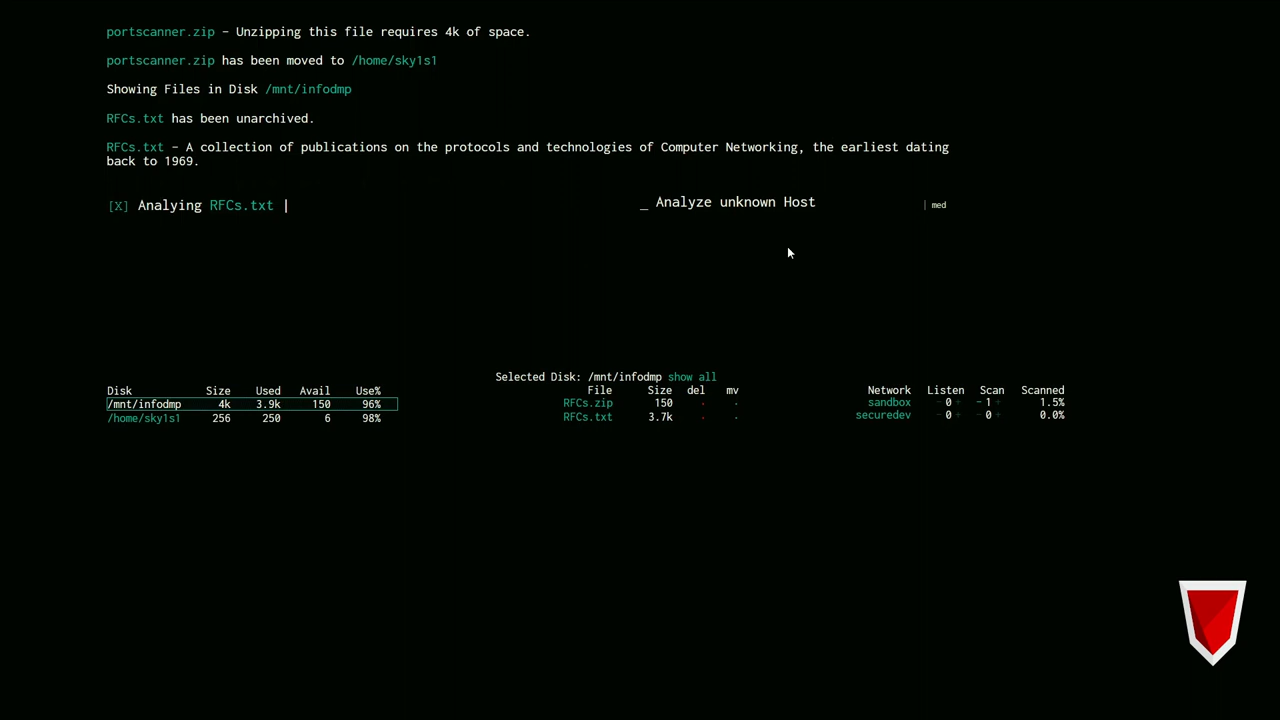 portscanner.zip – Unzipping this file requires 4k of space.
portscanner.zip has been moved to /home/sky1s1
Showing Files in Disk /mnt/infodmp
RFCs.txt has been unarchived.
RFCs.txt – A collection of publications on the protocols and technologies of Computer Networking, the earliest dating
back to 1969.
[X] Analying RFCs.txt |
_ Analyze unknown Host | med
Selected Disk: /mnt/infodmp show all
Disk Size Used Avail Use%
/mnt/infodmp 4k 3.9k 150 96%
/home/sky1s1 256 250 6 98%
File Size del mv
RFCs.zip 150 . .
RFCs.txt 3.7k . .
Network Listen Scan Scanned
sandbox - 0 + - 1 + 1.5%
securedev - 0 + - 0 + 0.0%